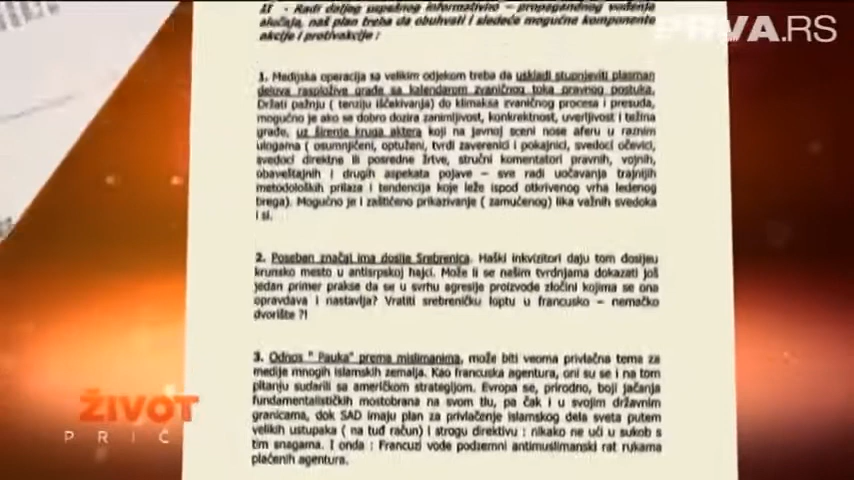 II - Radi daljeg uspešnog informativno - propagandnog vođenja
slučaja, naš plan treba da obuhvati i sledeće moguće komponente
akcije i protivakcije :
PRVA.RS
1. Medijska operacija sa velikim odjekom treba da uskladi stupnjeviti plasman
delova raspoložive građe sa kalendarom zvaničnog toka pravnog postuka.
Držati pažnju ( tenziju iščekivanja) do klimaksa zvaničnog procesa i presuda,
mogućno je ako se dobro dozira zanimljivost, konkretnost, uverljivost i težina
građe, uz širenje kruga aktera koji na javnoj sceni nose aferu u raznim
ulogama ( osumnjičeni, optuženi, tvrdi zaverenici i pokajnici, svedoci očevici,
svedoci direktne ili posredne žrtve, stručni komentatori pravnih, vojnih,
obaveštajnih i drugih aspekata pojave – sve radi uočavanja trajnijih
metodoloških prilaza i tendencija koje leže ispod otkrivenog vrha ledenog
brega). Mogućno je i zaštićeno prikazivanje ( zamućenog) lika važnih svedoka
i sl.
2. Poseban značaj ima dosije Srebrenica. Haški inkvizitori daju tom dosijeu
krunsko mesto u antisrpskoj hajci. Može li se našim tvrdnjama dokazati još
jedan primer prakse da se u svrhu agresije proizvode zločini kojima se ona
opravdava i nastavlja? Vratiti srebreničku loptu u francusko – nemačko
dvorište ?!
3. Odnos " Pauka" prema mislimanima, može biti veoma privlačna tema za
medije mnogih islamskih zemalja. Kao francuska agentura, oni su se i na tom
pitanju sudarili sa američkom strategijom. Evropa se, prirodno, boji jačanja
fundamentalističkih mostobrana na svom tlu, pa čak i u svojim državnim
granicama, dok SAD imaju plan za privlačenje islamskog dela sveta putem
velikih ustupaka ( na tuđ račun) i strogu direktivu : nikako ne ući u sukob s
tim snagama. I onda : Francuzi vode podzemni antimuslimanski rat rukama
plaćenih agentura.
ŽIVOT
PRIČ